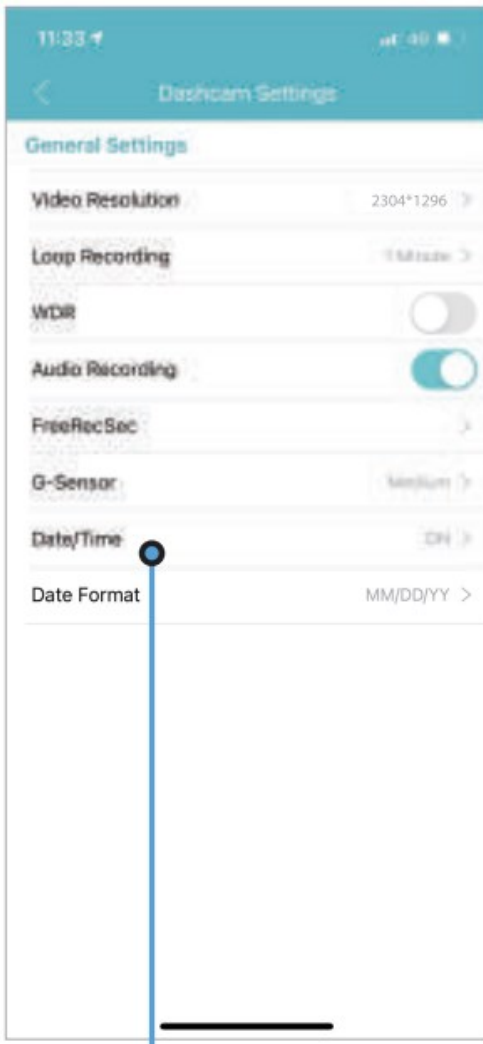 11:33
4G
Dashcam Settings
General Settings
Video Resolution 2304*1296
Loop Recording 1 Minute
WDR
Audio Recording
FreeRecSec
G-Sensor Medium
Date/Time ON
Date Format MM/DD/YY